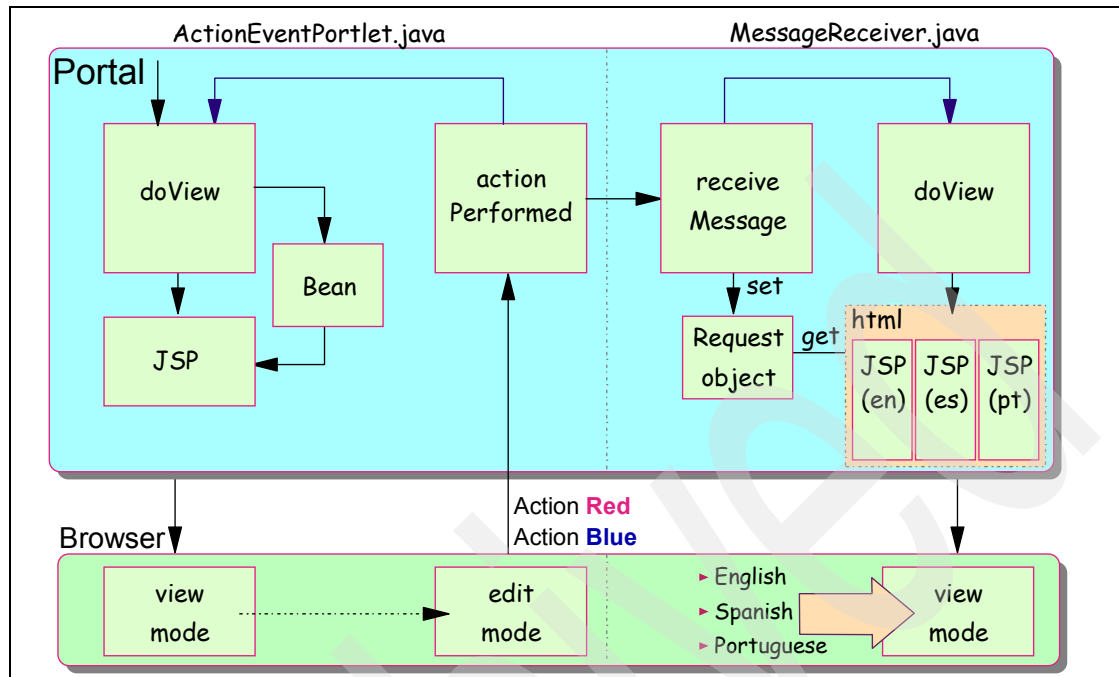 ActionEventPortlet.java
MessageReceiver.java
Portal
doView
action
Performed
receive
Message
doView
Bean
set
JSP
Request
object
get
html
JSP
(en)
JSP
(es)
JSP
(pt)
Action Red
Action Blue
Browser
view
mode
edit
mode
► English
► Spanish
► Portuguese
view
mode